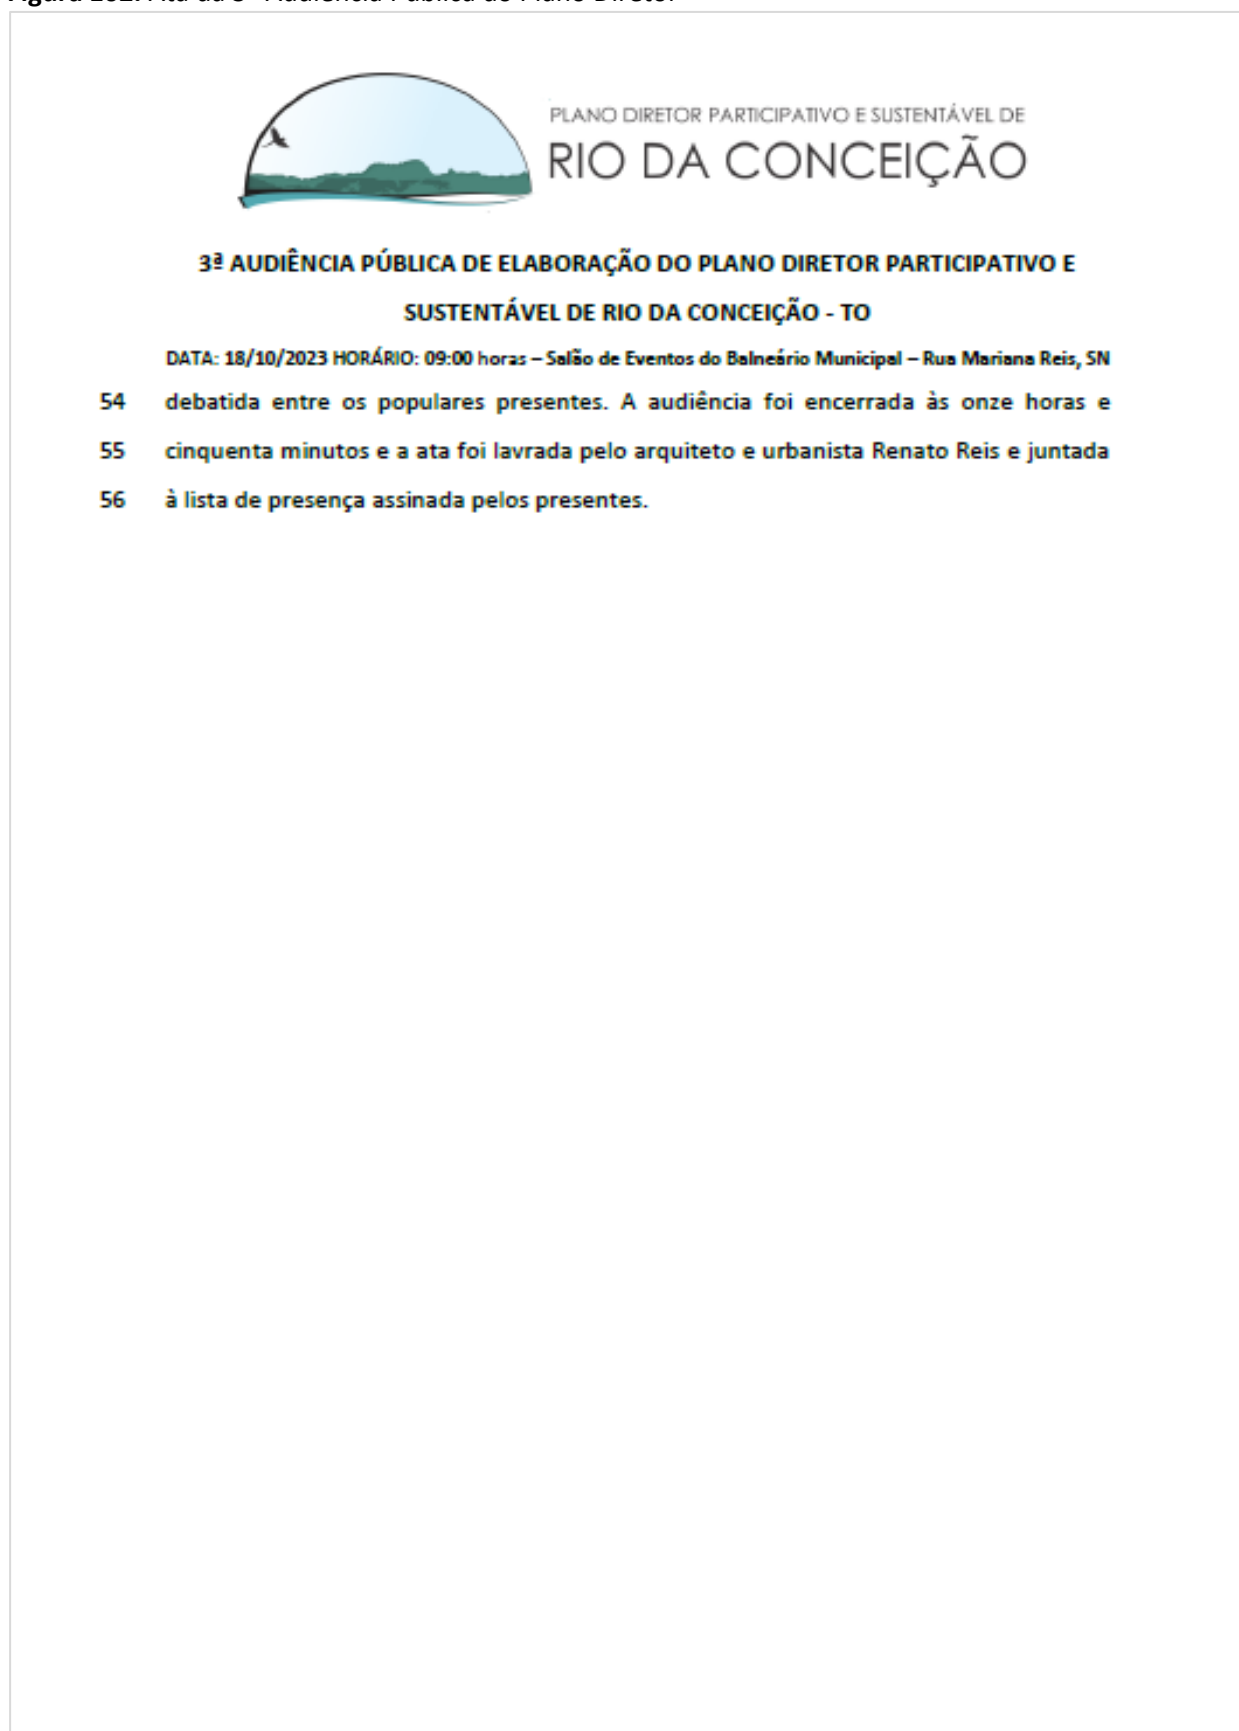 Ata da 3ª Audiência Pública do Plano Diretor
PLANO DIRETOR PARTICIPATIVO E SUSTENTÁVEL DE
RIO DA CONCEIÇÃO
3ª AUDIÊNCIA PÚBLICA DE ELABORAÇÃO DO PLANO DIRETOR PARTICIPATIVO E
SUSTENTÁVEL DE RIO DA CONCEIÇÃO - TO
DATA: 18/10/2023 HORÁRIO: 09:00 horas – Salão de Eventos do Balneário Municipal – Rua Mariana Reis, SN
54 debatida entre os populares presentes. A audiência foi encerrada às onze horas e
55 cinquenta minutos e a ata foi lavrada pelo arquiteto e urbanista Renato Reis e juntada
56 à lista de presença assinada pelos presentes.